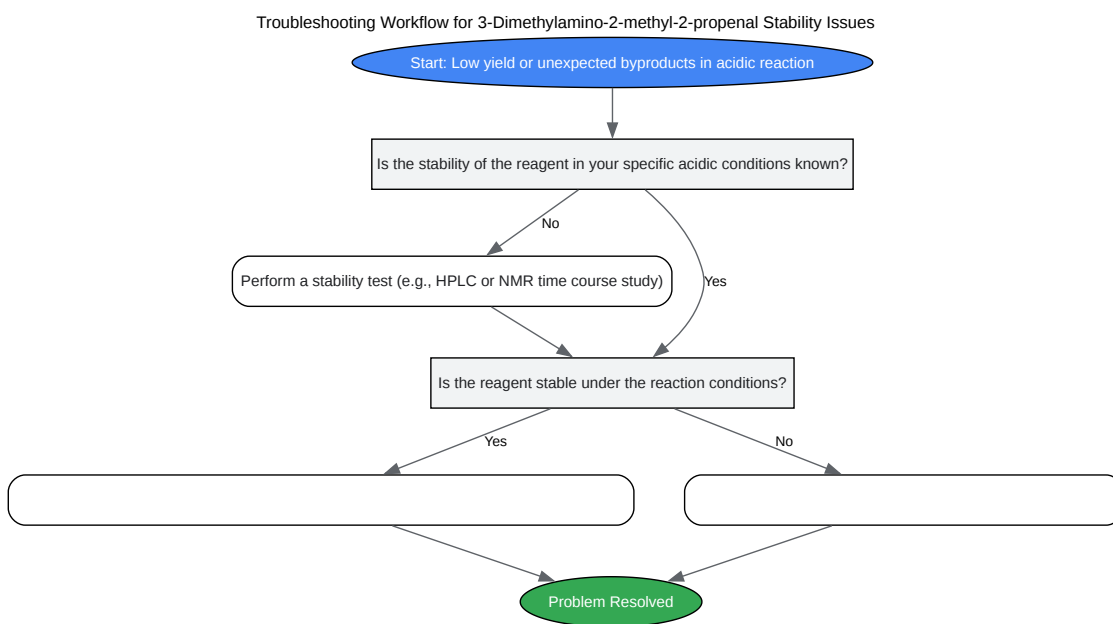 Troubleshooting Workflow for 3-Dimethylamino-2-methyl-2-propenal Stability Issues
Start: Low yield or unexpected byproducts in acidic reaction
Is the stability of the reagent in your specific acidic conditions known?
No
Perform a stability test (e.g., HPLC or NMR time course study)
Yes
Is the reagent stable under the reaction conditions?
Yes
No
Problem Resolved